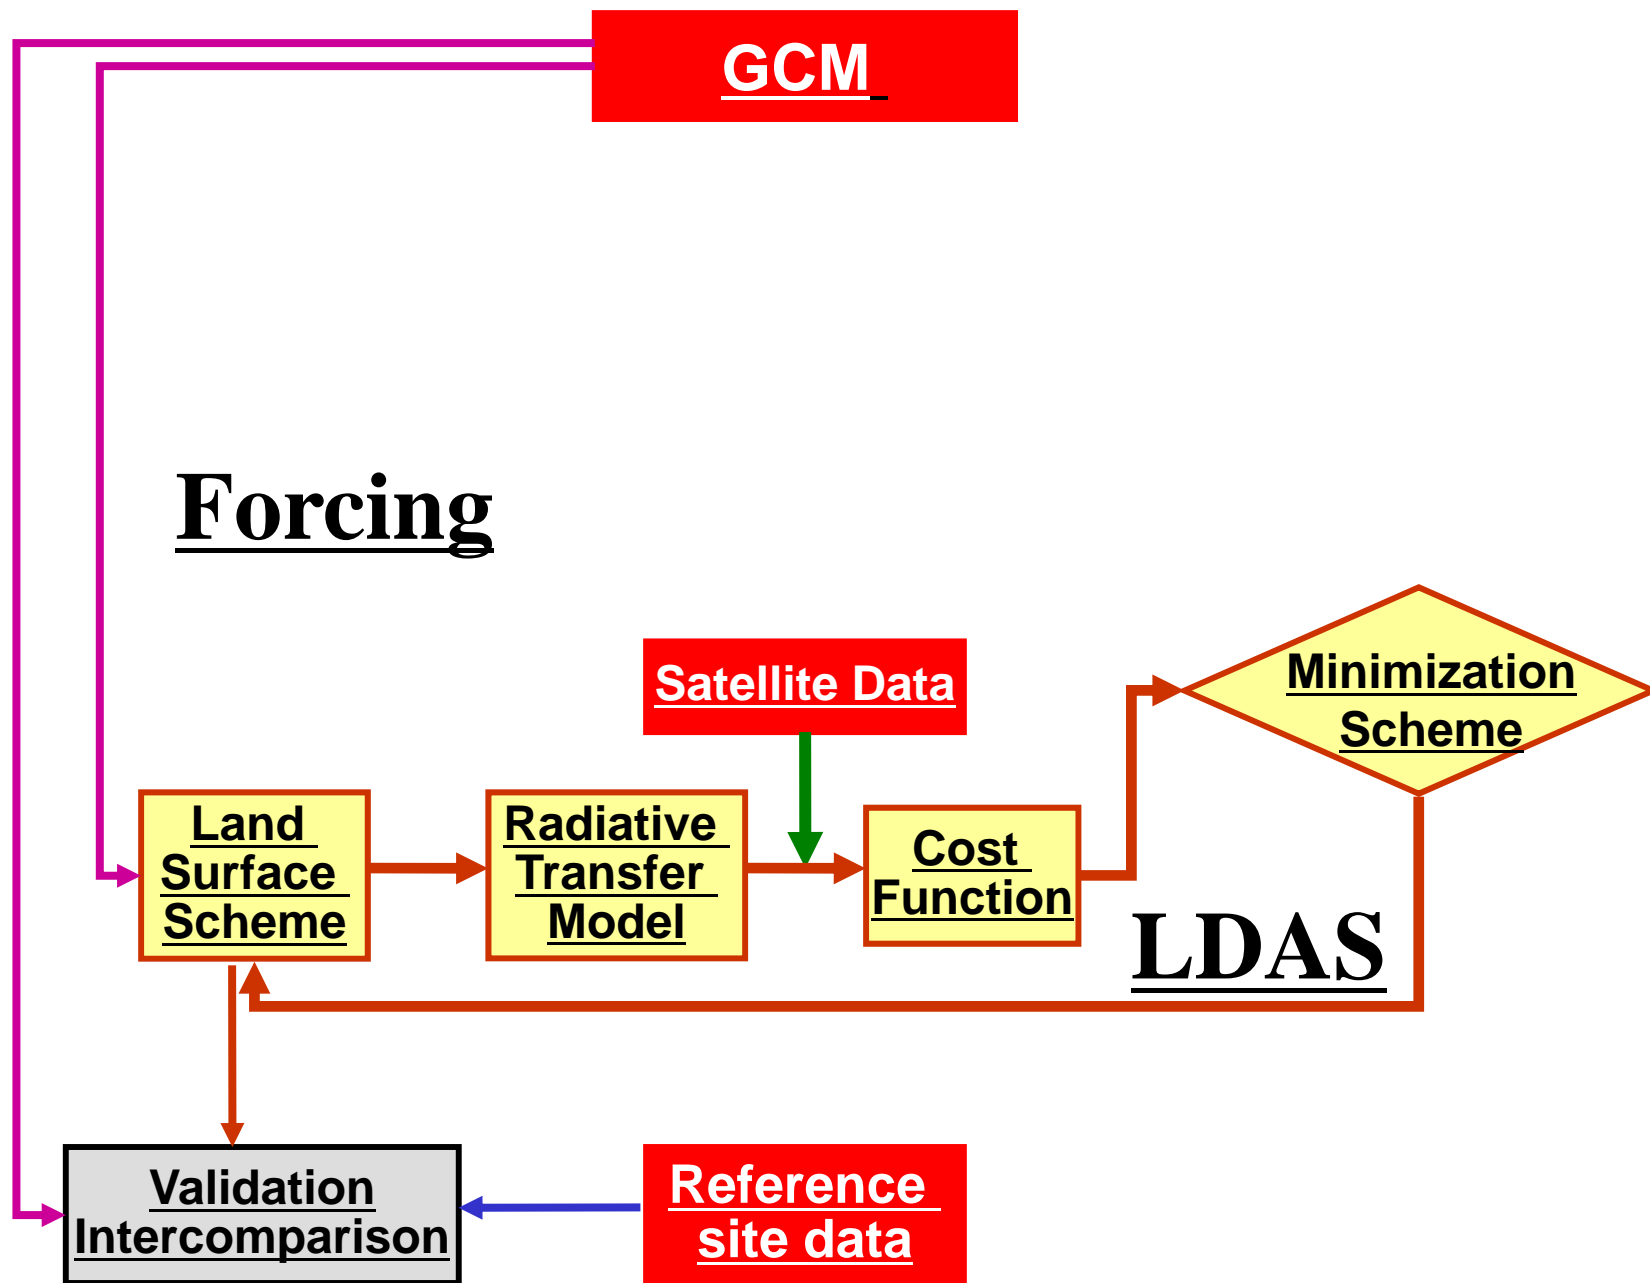 GCM
Forcing
Satellite Data
Minimization
Scheme
Land
Surface
Scheme
Radiative
Transfer
Model
Cost
Function
LDAS
Validation
Intercomparison
Reference
site data